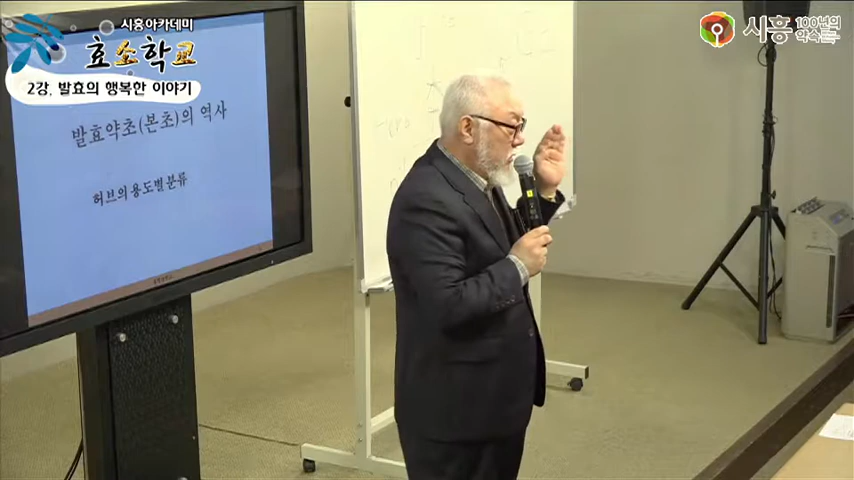 시흥아카데미
효소학교
2강. 발효의 행복한 이야기
시흥 100년의
약속
발효약초(본초)의 역사
허브의 용도별 분류